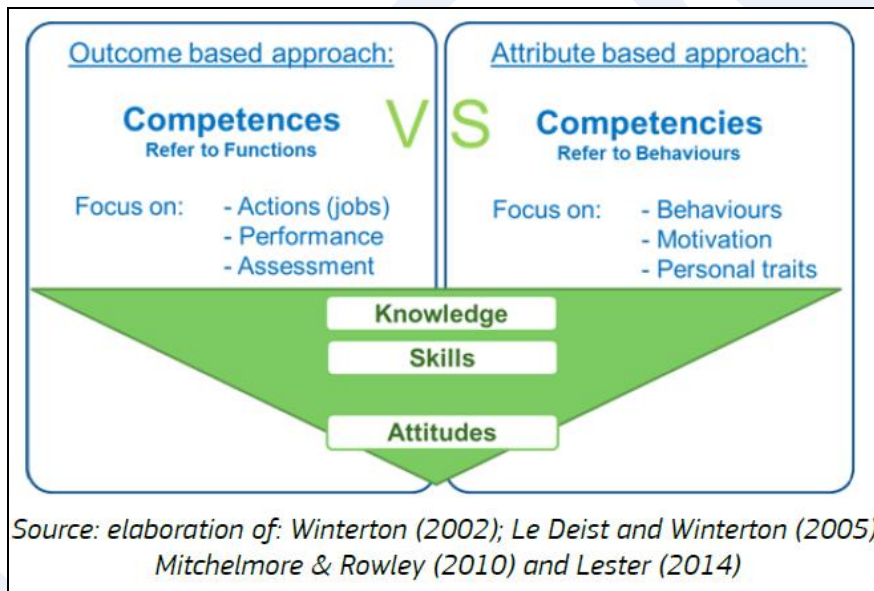 Outcome based approach:
Competences
Refer to Functions
Focus on: - Actions (jobs)
- Performance
- Assessment
VS
Attribute based approach:
Competencies
Refer to Behaviours
Focus on: - Behaviours
- Motivation
- Personal traits
Knowledge
Skills
Attitudes
Source: elaboration of: Winterton (2002); Le Deist and Winterton (2005)
Mitchelmore & Rowley (2010) and Lester (2014)